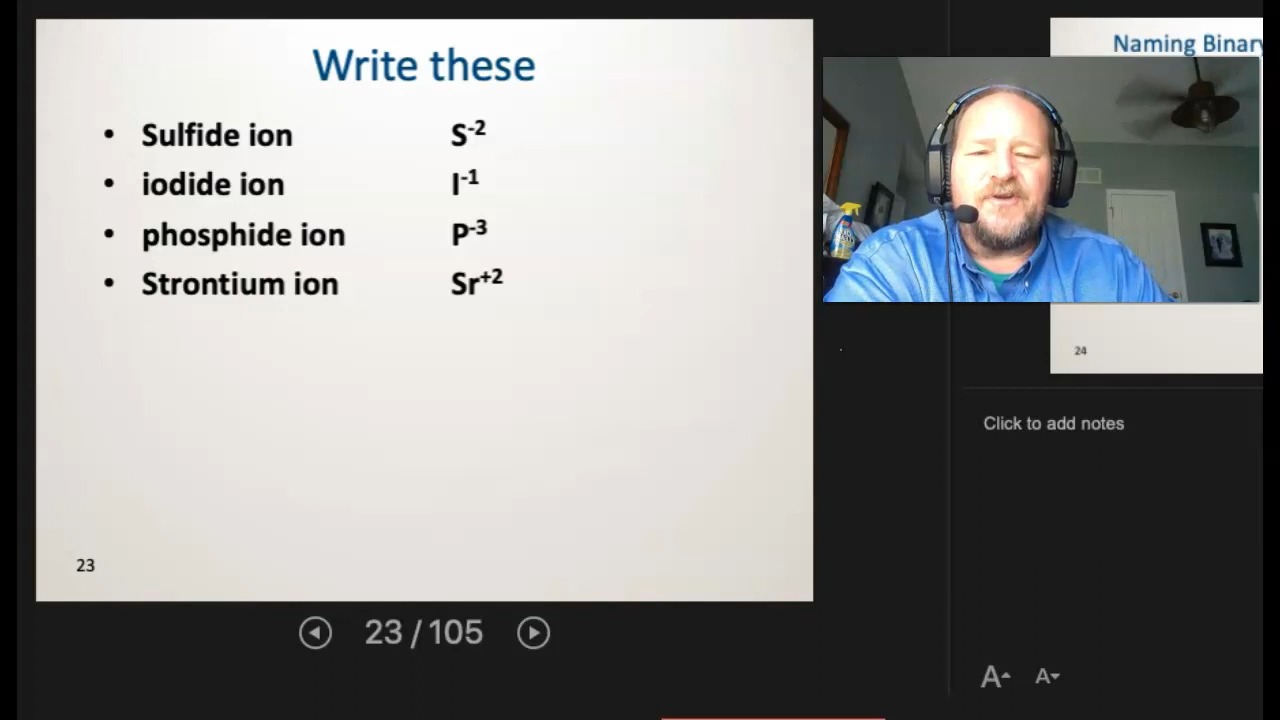 Write these
• Sulfide ion S⁻²
• iodide ion I⁻¹
• phosphide ion P⁻³
• Strontium ion Sr⁺²
23
23 / 105
Naming Binary
24
Click to add notes
A A